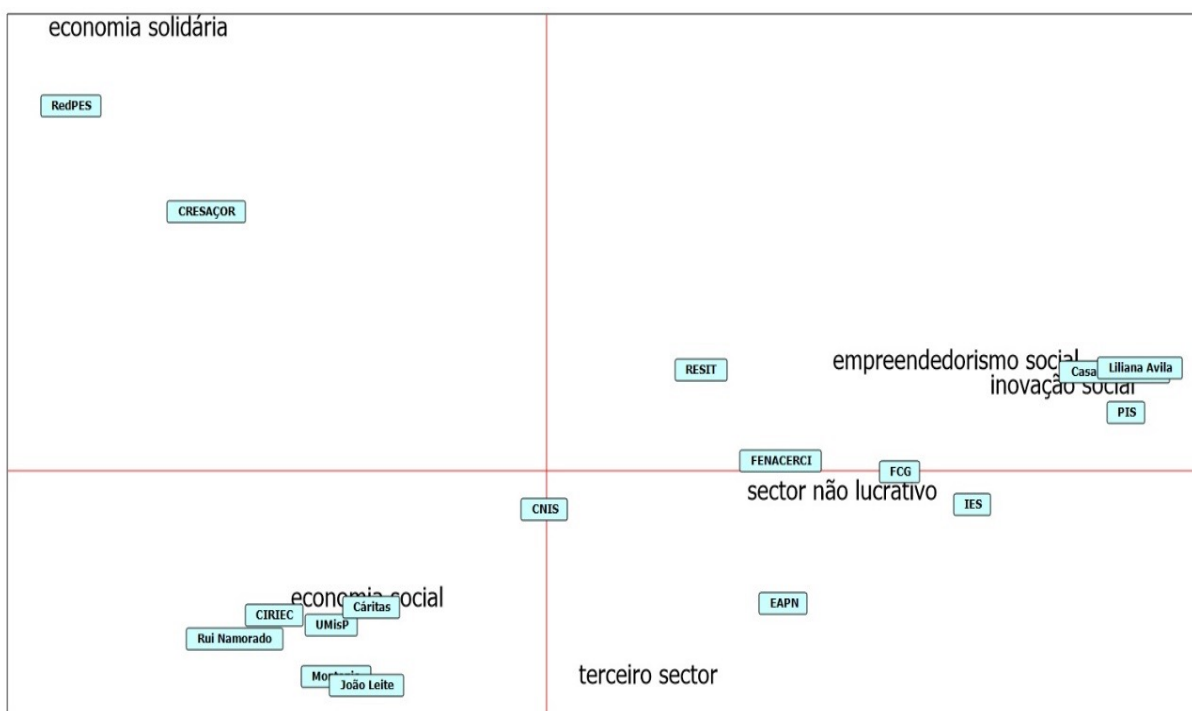 economia solidária
RedPES
CRESAÇOR
empreendedorismo social
RESIT
Casa
Liliana Avila
inovação social
PIS
FENACERCI
FCG
sector não lucrativo
CNIS
IES
economia social
Cáritas
EAPN
CIRIEC
UMisP
Rui Namorado
terceiro sector
João Leite